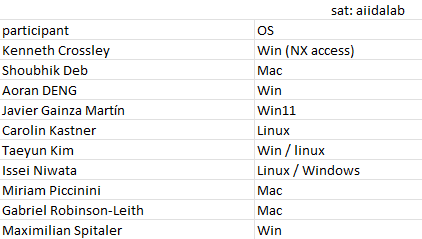 sat: aiidalab
participant OS
Kenneth Crossley Win (NX access)
Shoubhik Deb Mac
Aoran DENG Win
Javier Gainza Martín Win11
Carolin Kastner Linux
Taeyun Kim Win / linux
Issei Niwata Linux / Windows
Miriam Piccinini Mac
Gabriel Robinson-Leith Mac
Maximilian Spitaler Win